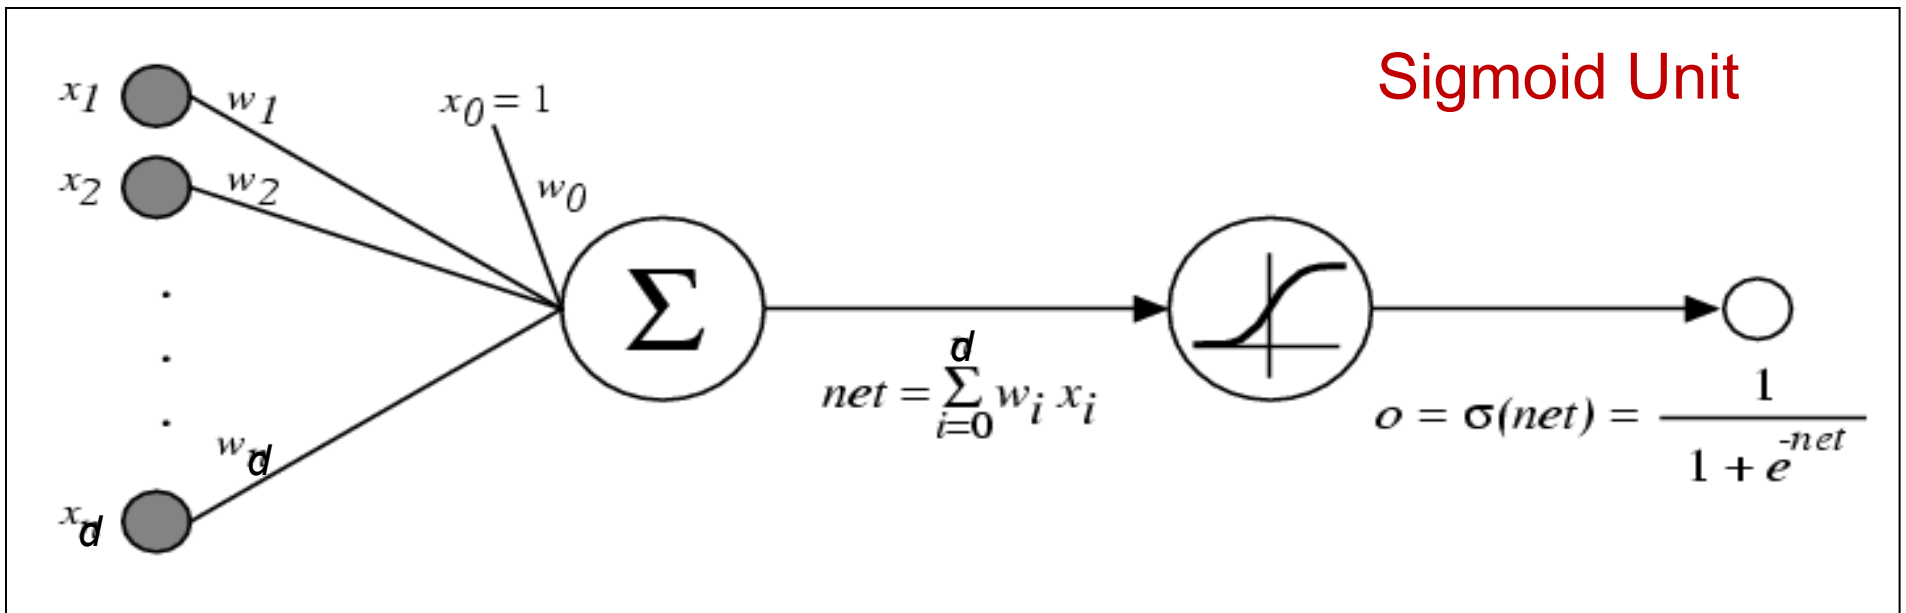 Sigmoid Unit
x1
w1
x0 = 1
x2
w2
w0
Σ
.
.
.
wd
xd
net = d Σ i=0 wi xi
o = σ(net) = 1 / 1 + e -net